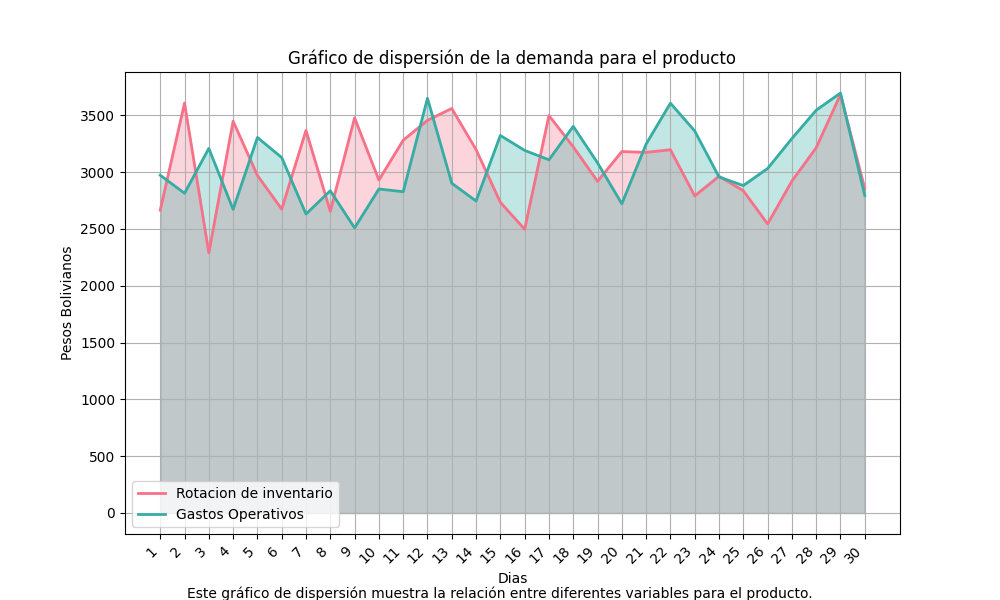 Gráfico de dispersión de la demanda para el producto
Pesos Bolivianos
3500
3000
2500
2000
1500
1000
500
0
Rotacion de inventario
Gastos Operativos
1 2 3 4 5 6 7 8 9 10 11 12 13 14 15 16 17 18 19 20 21 22 23 24 25 26 27 28 29 30
Dias
Este gráfico de dispersión muestra la relación entre diferentes variables para el producto.